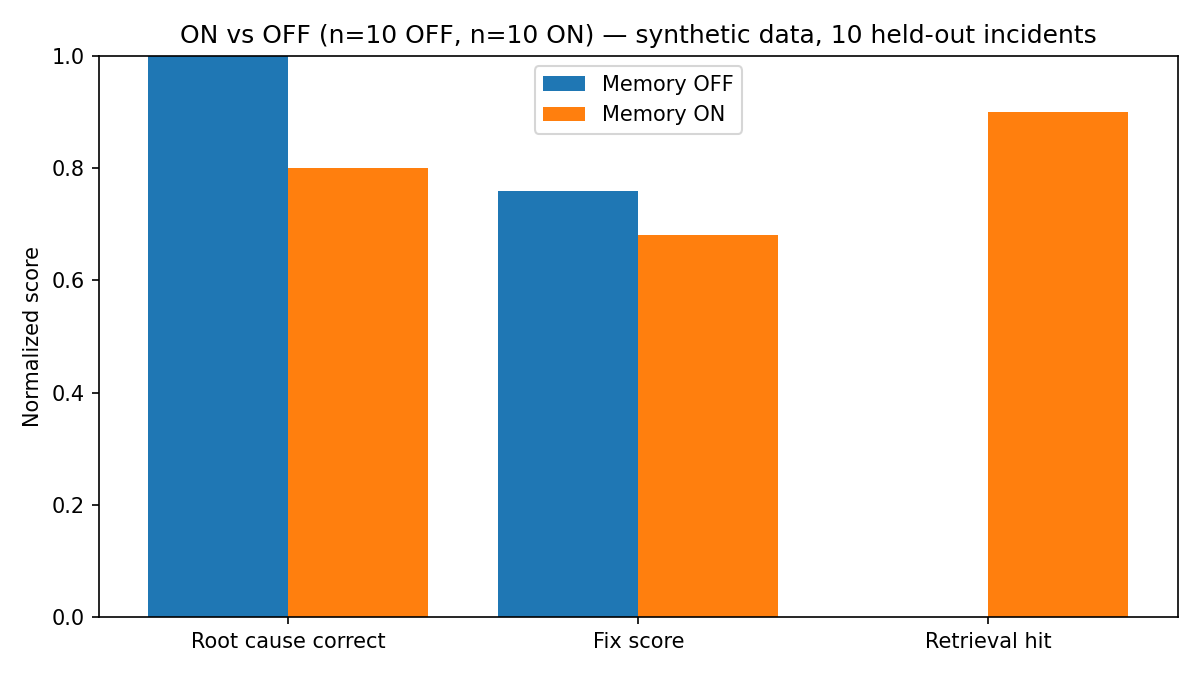 ON vs OFF (n=10 OFF, n=10 ON) — synthetic data, 10 held-out incidents
Memory OFF
Memory ON
Normalized score
1.0
0.8
0.6
0.4
0.2
0.0
Root cause correct
Fix score
Retrieval hit